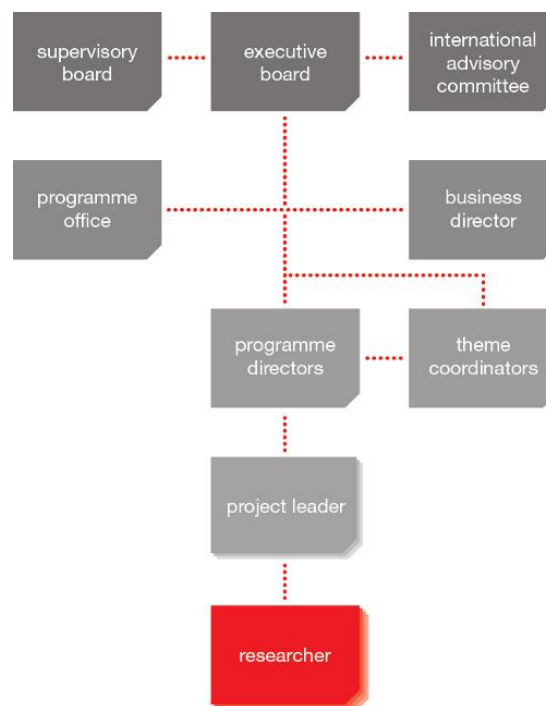 supervisory
board
executive
board
international
advisory
committee
programme
office
business
director
programme
directors
theme
coordinators
project leader
researcher